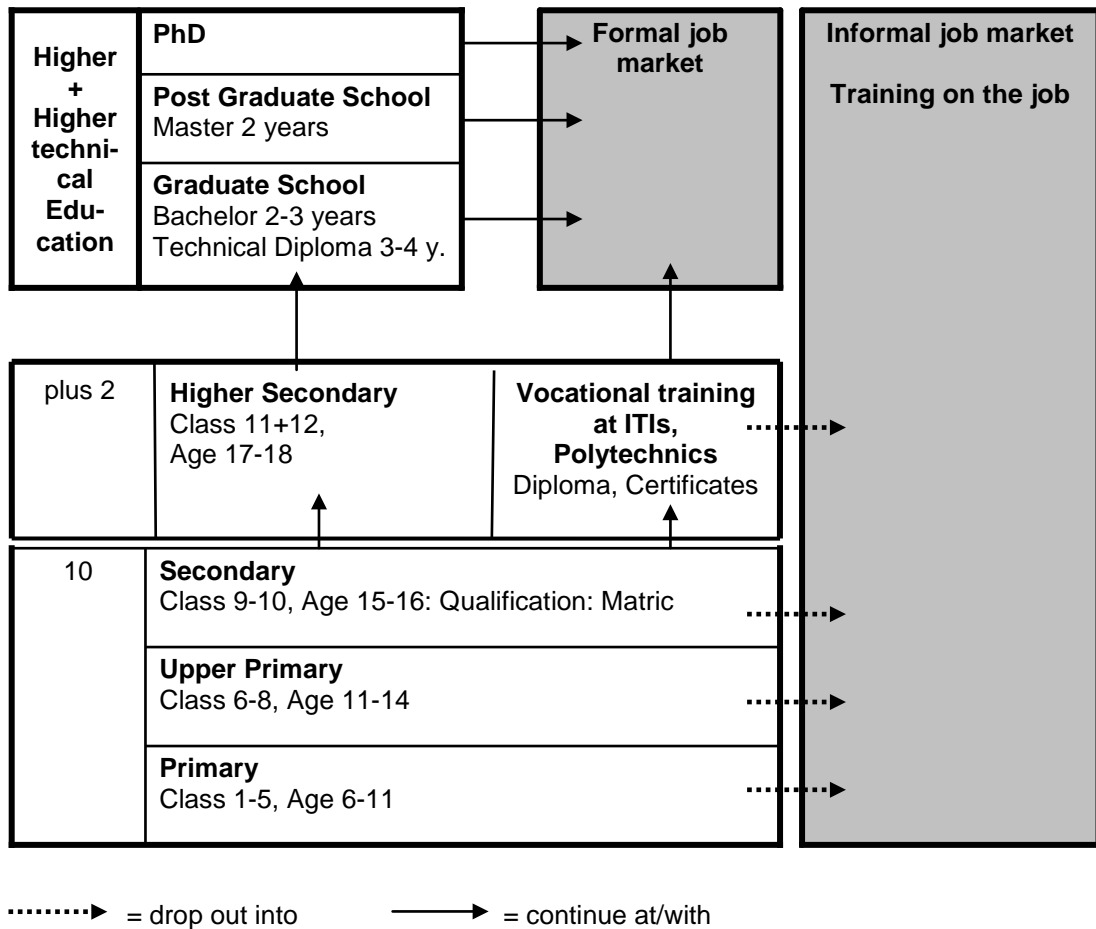 Higher
+
Higher
techni-
cal
Edu-
cation
PhD
Post Graduate School
Master 2 years
Graduate School
Bachelor 2-3 years
Technical Diploma 3-4 y.
Formal job
market
Informal job market
Training on the job
plus 2
Higher Secondary
Class 11+12,
Age 17-18
Vocational training
at ITIs,
Polytechnics
Diploma, Certificates
10
Secondary
Class 9-10, Age 15-16: Qualification: Matric
Upper Primary
Class 6-8, Age 11-14
Primary
Class 1-5, Age 6-11
= drop out into
= continue at/with